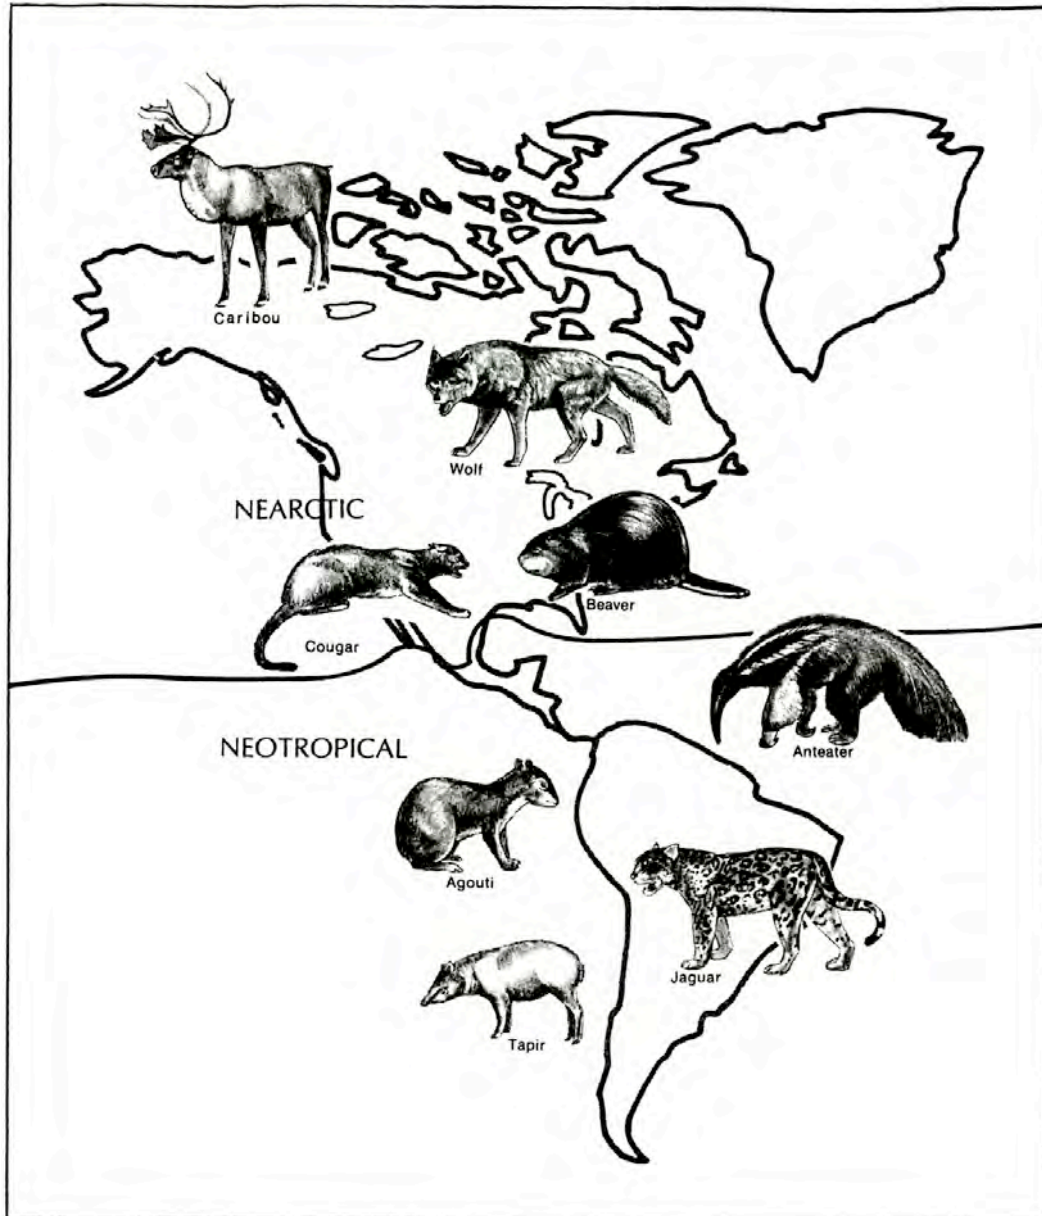 Caribou
Wolf
NEARCTIC
Beaver
Cougar
Anteater
NEOTROPICAL
Agouti
Jaguar
Tapir